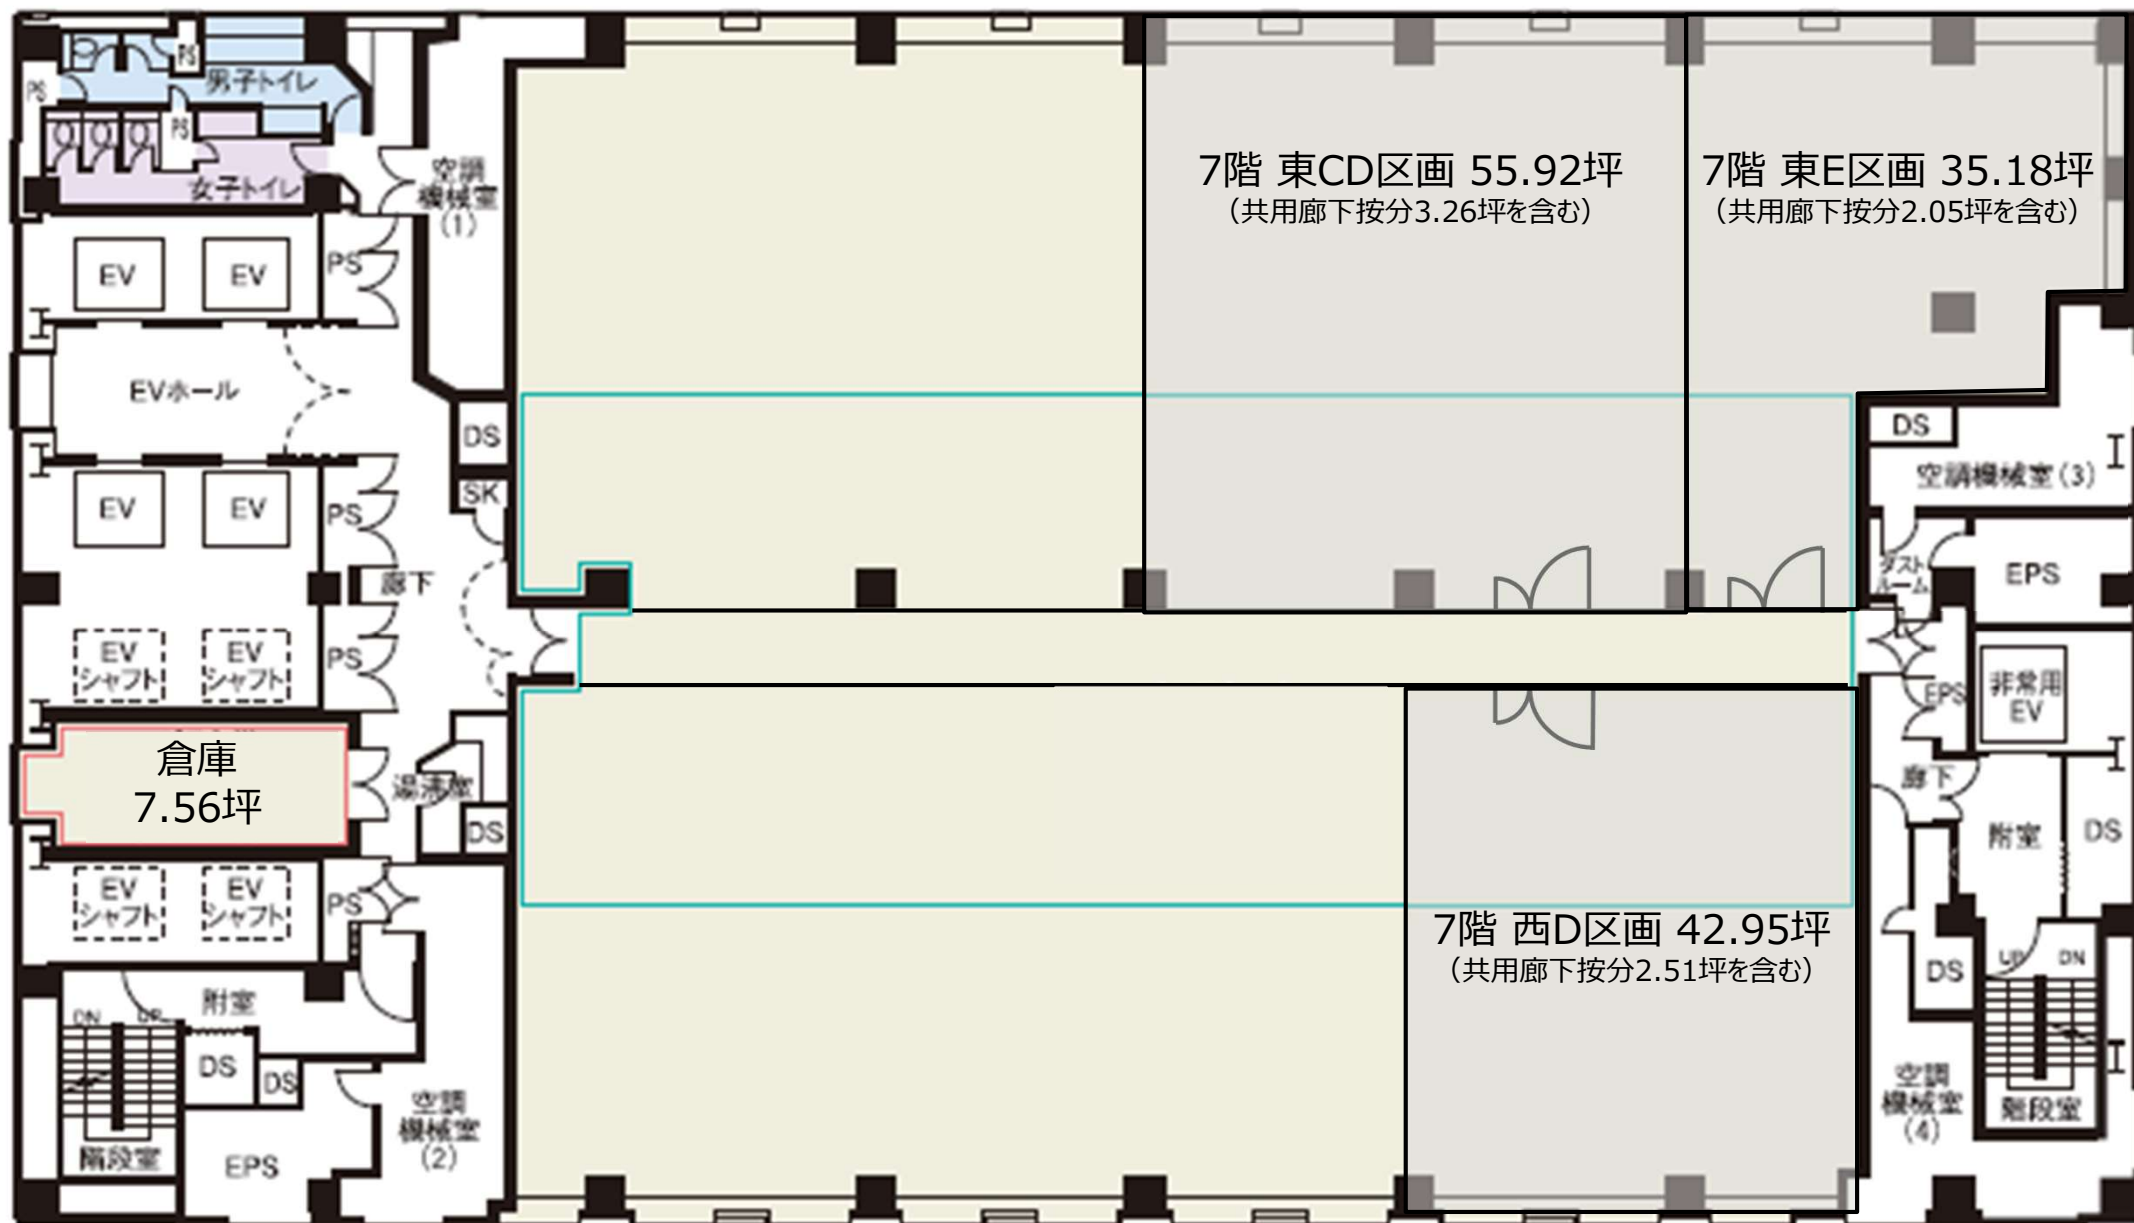 PS
男子トイレ
PS
PS
女子トイレ
空調
機械室
(1)
7階 東CD区画 55.92坪
（共用廊下按分3.26坪を含む）
7階 東E区画 35.18坪
（共用廊下按分2.05坪を含む）
EV
EV
PS
EVホール
DS
DS
空調機械室(3)
SK
EV
EV
PS
廊下
ダスト
ルーム
EPS
EV
シャフト
EV
シャフト
PS
EPS
非常用
EV
倉庫
7.56坪
湯沸室
DS
廊下
附室
DS
EV
シャフト
EV
シャフト
PS
7階 西D区画 42.95坪
（共用廊下按分2.51坪を含む）
UP
DN
DS
附室
DN
UP
DS
DS
空調
機械室
(2)
空調
機械室
(4)
階段室
階段室
EPS